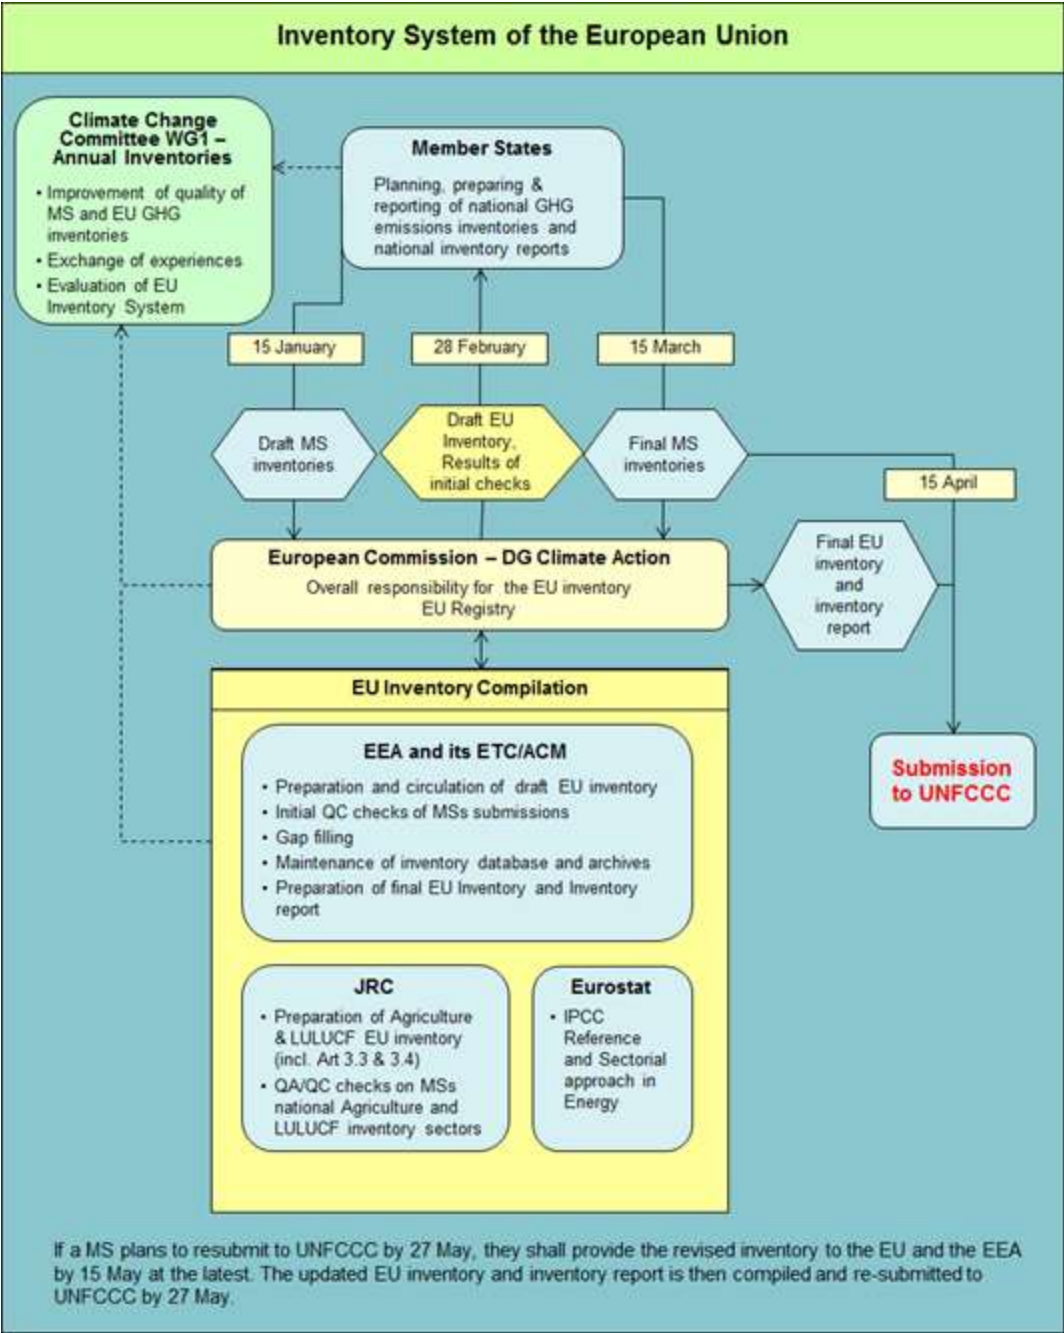 Inventory System of the European Union
Climate Change
Committee WG1 –
Annual Inventories
• Improvement of quality of
MS and EU GHG
inventories
• Exchange of experiences
• Evaluation of EU
Inventory System
Member States
Planning, preparing &
reporting of national GHG
emissions inventories and
national inventory reports
15 January
28 February
15 March
Draft MS
inventories
Draft EU
Inventory,
Results of
initial checks
Final MS
inventories
15 April
European Commission – DG Climate Action
Overall responsibility for the EU inventory
EU Registry
Final EU
inventory
and
inventory
report
EU Inventory Compilation
EEA and its ETC/ACM
• Preparation and circulation of draft EU inventory
• Initial QC checks of MSs submissions
• Gap filling
• Maintenance of inventory database and archives
• Preparation of final EU Inventory and Inventory
report
Submission
to UNFCCC
JRC
• Preparation of Agriculture
& LULUCF EU inventory
(incl. Art 3.3 & 3.4)
• QA/QC checks on MSs
national Agriculture and
LULUCF inventory sectors
Eurostat
• IPCC
Reference
and Sectorial
approach in
Energy
If a MS plans to resubmit to UNFCCC by 27 May, they shall provide the revised inventory to the EU and the EEA
by 15 May at the latest. The updated EU inventory and inventory report is then compiled and re-submitted to
UNFCCC by 27 May.